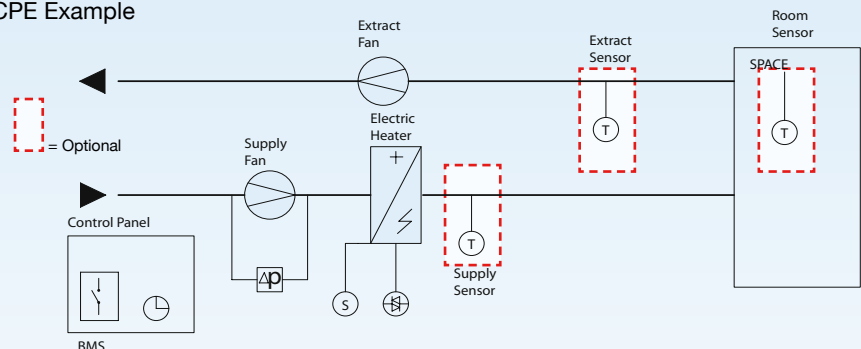 CPE Example
Extract
Fan
Extract
Sensor
Room
Sensor
SPACE
T
T
= Optional
Supply
Fan
Electric
Heater
+
Control Panel
T
Supply
Sensor
Δp
S
BMS